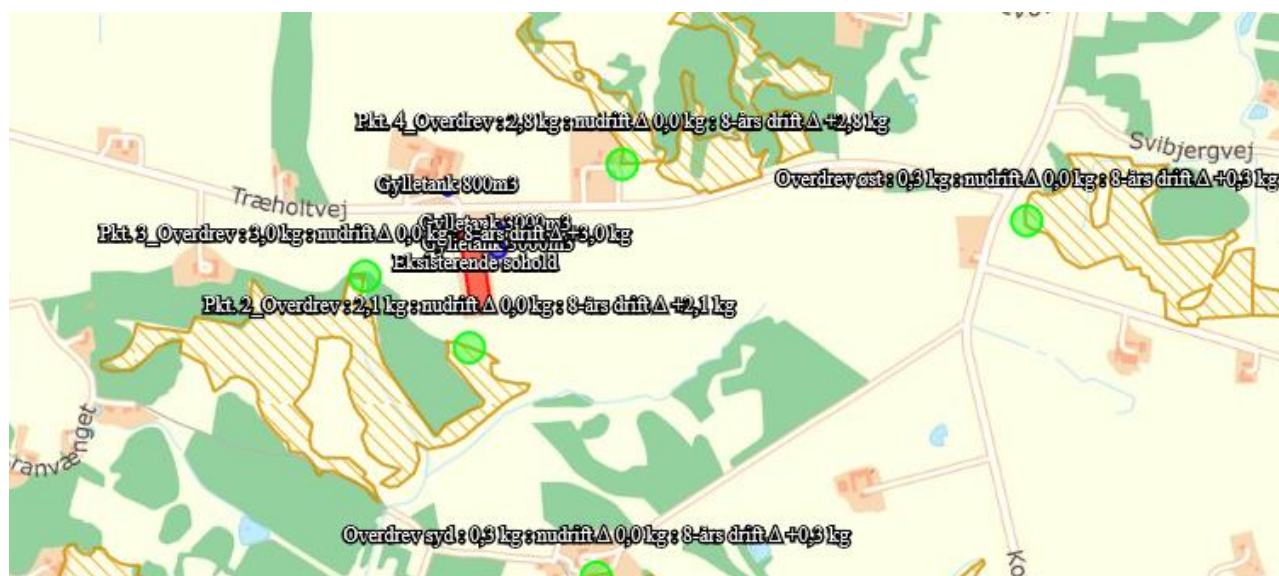 Pkt. 4_Overdrev : 2,8 kg : nudrift Δ 0,0 kg : 8-års drift Δ +2,8 kg
Svibjergvej
Gylletank 800m3
Overdrev øst : 0,3 kg : nudrift Δ 0,0 kg : 8-års drift Δ +0,3 kg
Træholtvej
Gylletank 3000m3
Pkt. 3_Overdrev : 3,0 kg : nudrift Δ 0,0 kg : 8-års drift Δ +3,0 kg
Gylletank 3000m3
Eksisterende sohold
Pkt. 2_Overdrev : 2,1 kg : nudrift Δ 0,0 kg : 8-års drift Δ +2,1 kg
ranvænget
Overdrev syd : 0,3 kg : nudrift Δ 0,0 kg : 8-års drift Δ +0,3 kg
Ko